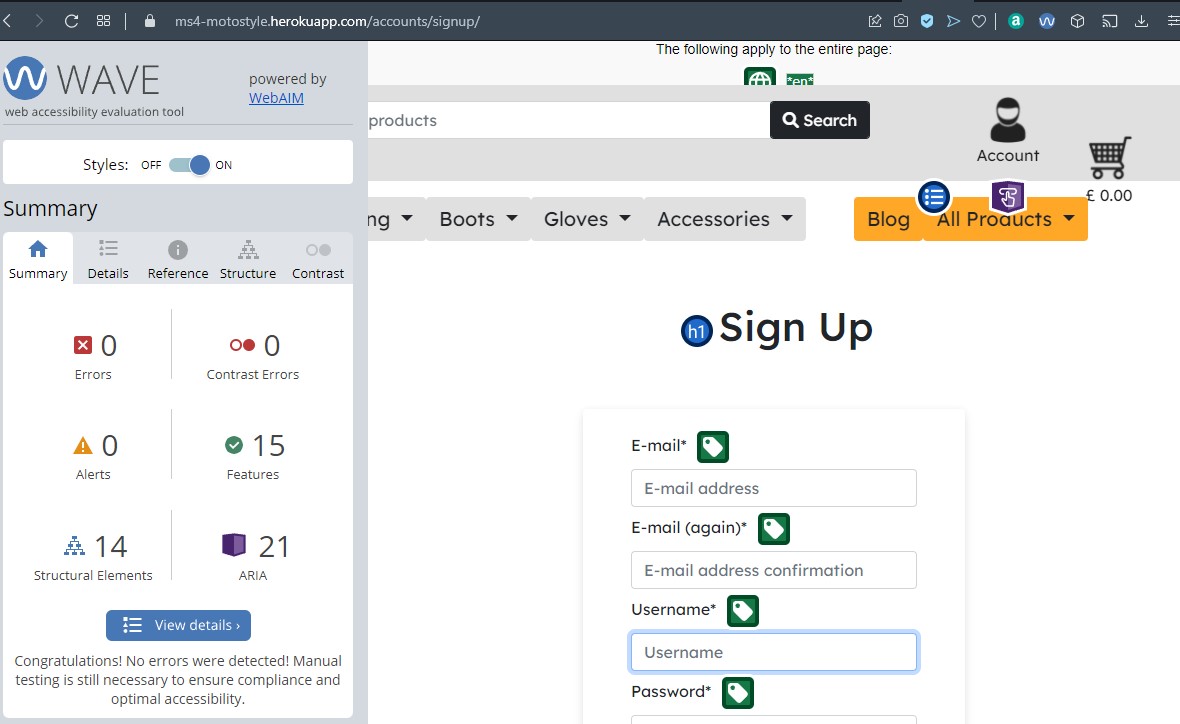 ms4-motostyle.herokuapp.com/accounts/signup/
WAVE
powered by
WebAIM
web accessibility evaluation tool
Styles: OFF ON
Summary
Summary Details Reference Structure Contrast
0
Errors
0
Contrast Errors
0
Alerts
15
Features
14
Structural Elements
21
ARIA
View details ›
Congratulations! No errors were detected! Manual
testing is still necessary to ensure compliance and
optimal accessibility.
The following apply to the entire page:
*en*
products
Search
Account
£ 0.00
ng Boots Gloves Accessories Blog All Products
h1 Sign Up
E-mail*
E-mail address
E-mail (again)*
E-mail address confirmation
Username*
Username
Password*